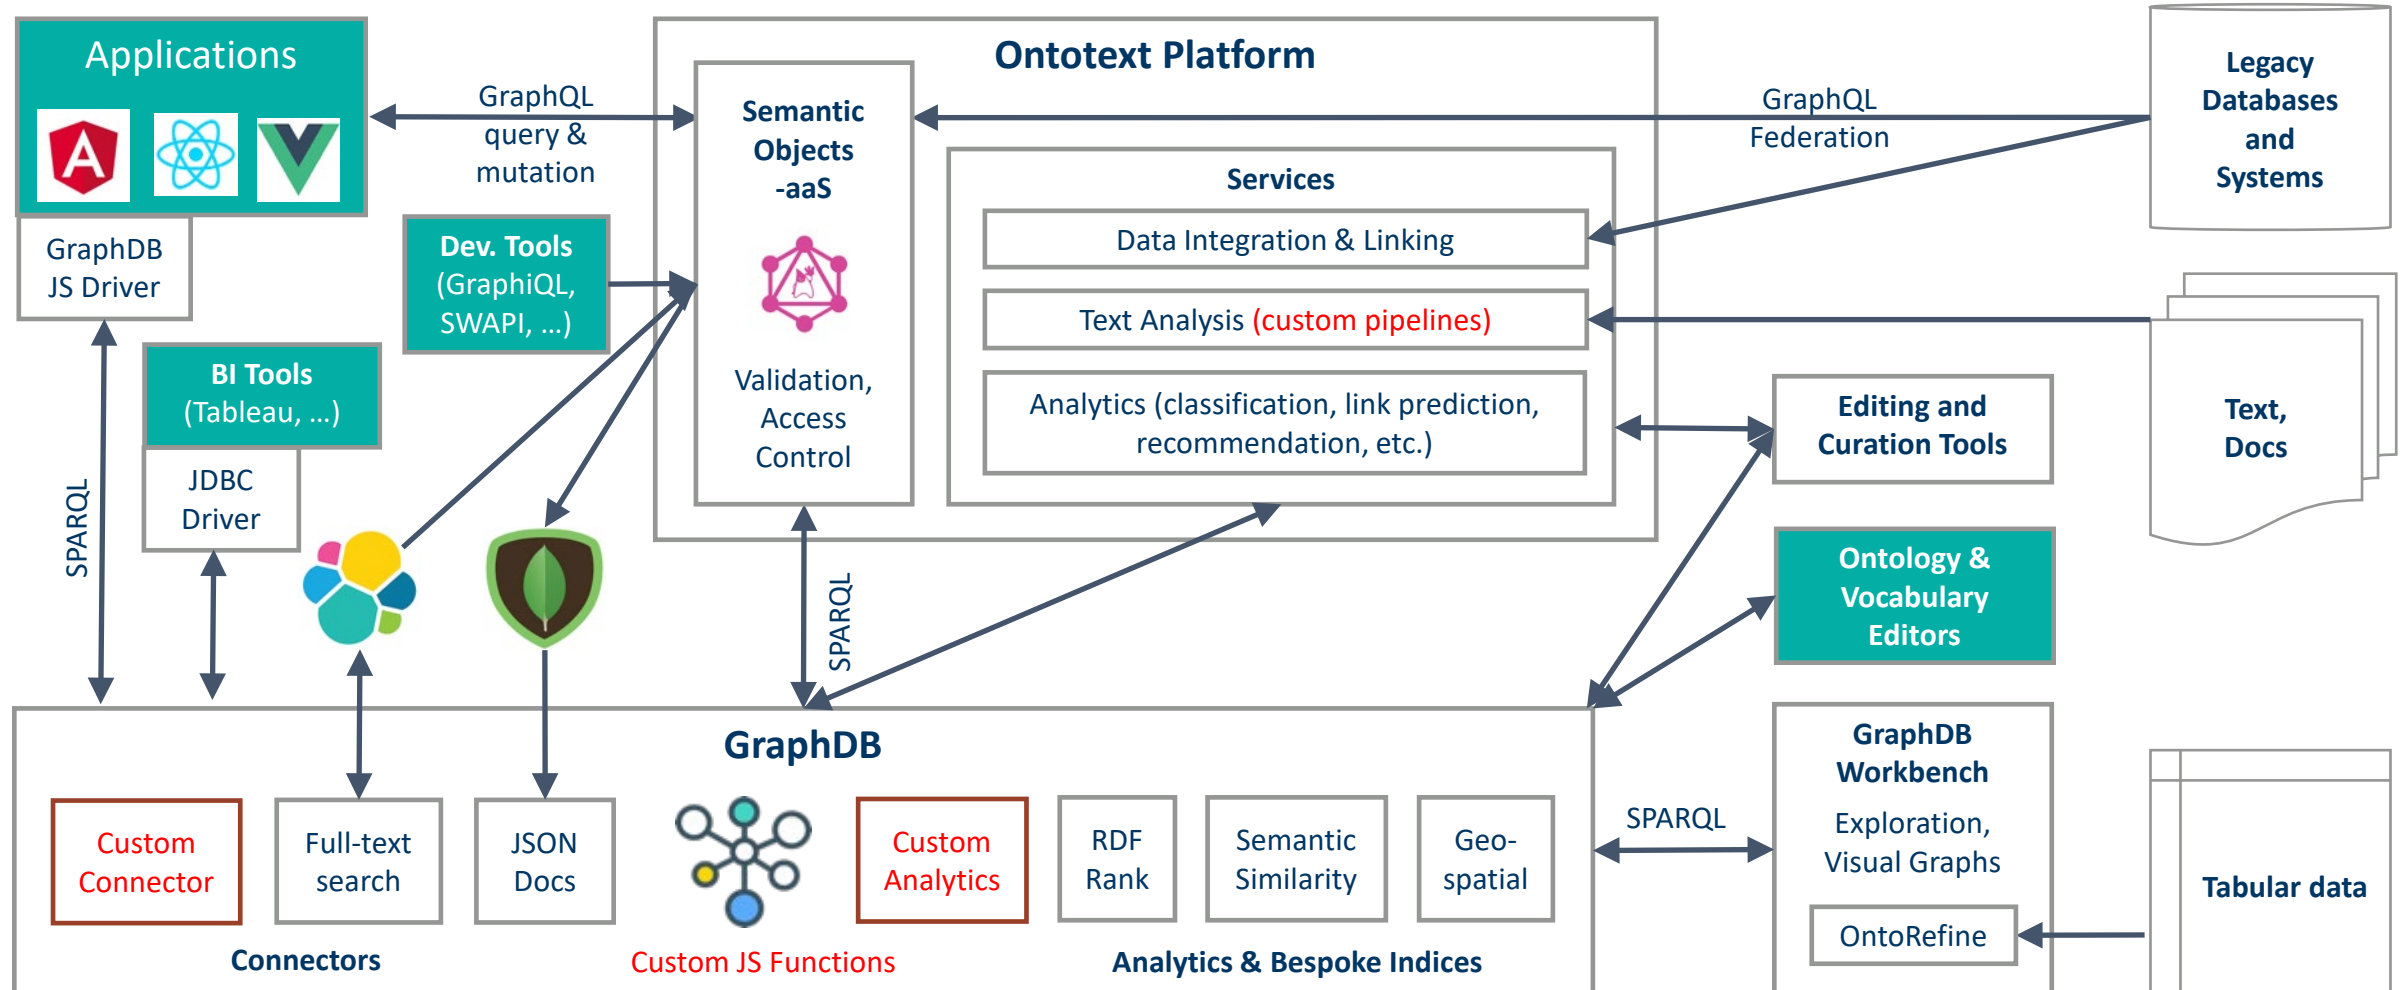 Applications
GraphDB
JS Driver
SPARQL
BI Tools
(Tableau, ...)
JDBC
Driver
GraphQL
query &
mutation
Dev. Tools
(GraphiQL,
SWAPI, ...)
Ontotext Platform
Semantic
Objects
-aaS
Validation,
Access
Control
Services
Data Integration & Linking
Text Analysis (custom pipelines)
Analytics (classification, link prediction,
recommendation, etc.)
GraphQL
Federation
Legacy
Databases
and
Systems
Text,
Docs
Editing and
Curation Tools
Ontology &
Vocabulary
Editors
SPARQL
GraphDB
Custom
Connector
Full-text
search
JSON
Docs
Connectors
Custom JS Functions
Custom
Analytics
RDF
Rank
Semantic
Similarity
Geo-
spatial
Analytics & Bespoke Indices
SPARQL
GraphDB
Workbench
Exploration,
Visual Graphs
OntoRefine
Tabular data